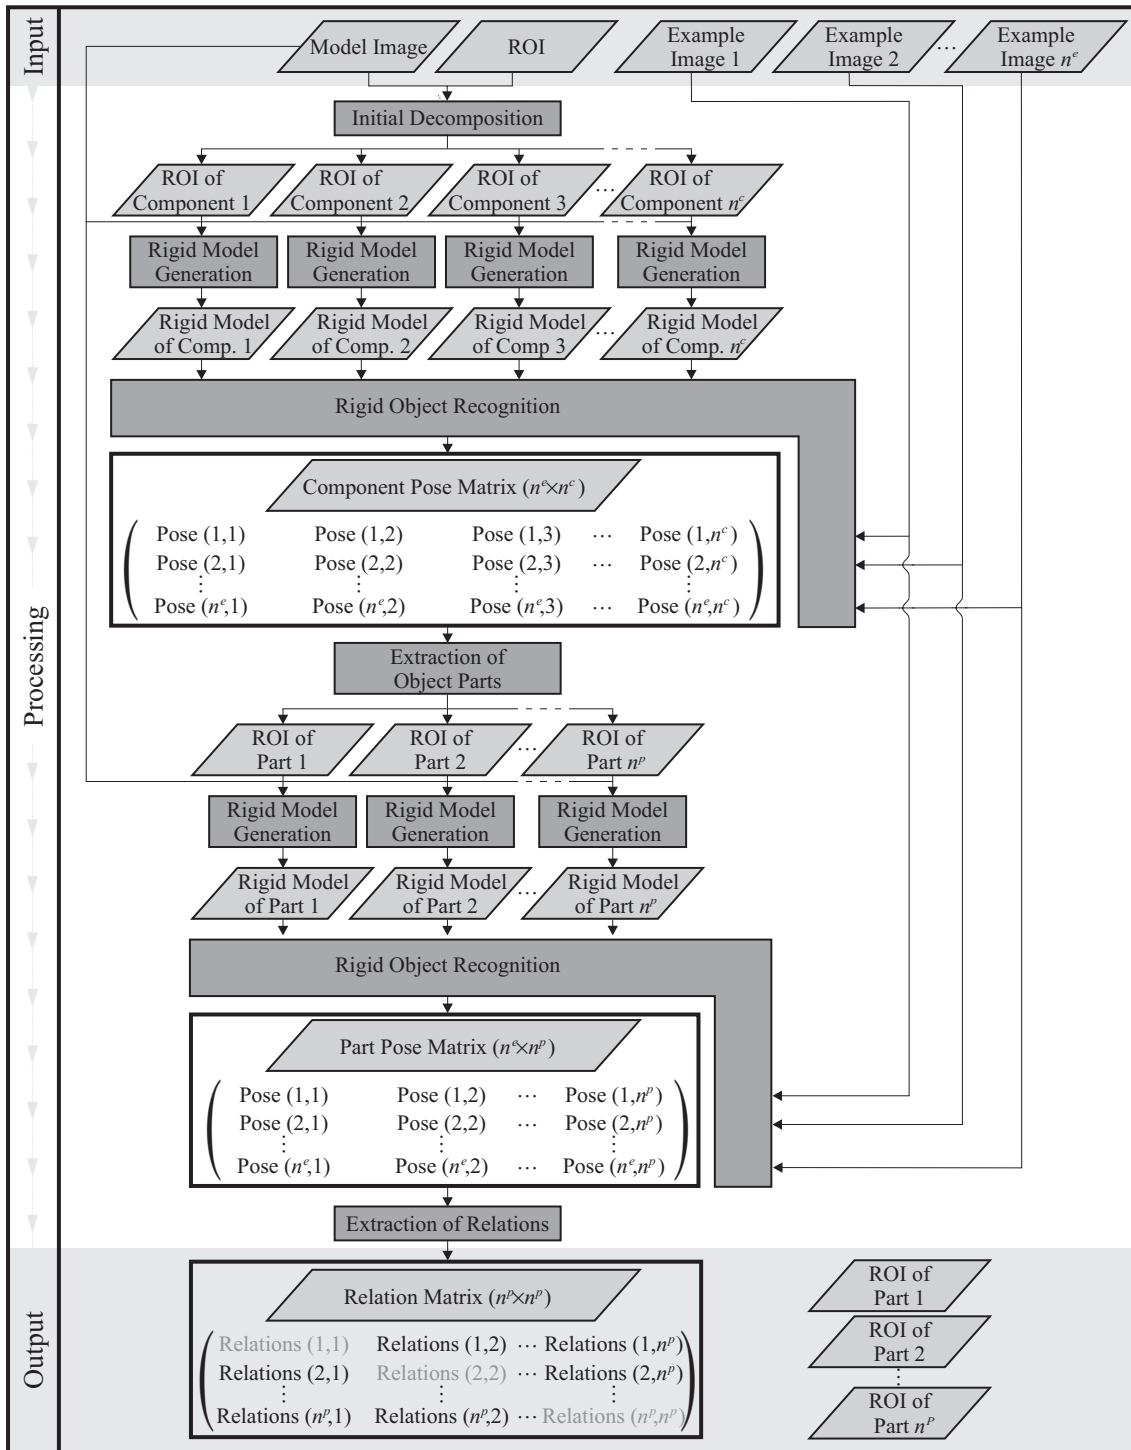 Input
Model Image
ROI
Example
Image 1
Example
Image 2
...
Example
Image n^e
Initial Decomposition
ROI of
Component 1
ROI of
Component 2
ROI of
Component 3
...
ROI of
Component n^c
Rigid Model
Generation
Rigid Model
Generation
Rigid Model
Generation
Rigid Model
Generation
Rigid Model
of Comp. 1
Rigid Model
of Comp. 2
Rigid Model
of Comp 3
...
Rigid Model
of Comp. n^c
Rigid Object Recognition
Component Pose Matrix (n^e×n^c)
Pose (1,1) Pose (1,2) Pose (1,3) ... Pose (1,n^c)
Pose (2,1) Pose (2,2) Pose (2,3) ... Pose (2,n^c)
⋮ ⋮ ⋮ ⋮
Pose (n^e,1) Pose (n^e,2) Pose (n^e,3) ... Pose (n^e,n^c)
Processing
Extraction of
Object Parts
ROI of
Part 1
ROI of
Part 2
...
ROI of
Part n^p
Rigid Model
Generation
Rigid Model
Generation
Rigid Model
Generation
Rigid Model
of Part 1
Rigid Model
of Part 2
...
Rigid Model
of Part n^p
Rigid Object Recognition
Part Pose Matrix (n^e×n^p)
Pose (1,1) Pose (1,2) ... Pose (1,n^p)
Pose (2,1) Pose (2,2) ... Pose (2,n^p)
⋮ ⋮ ⋮
Pose (n^e,1) Pose (n^e,2) ... Pose (n^e,n^p)
Extraction of Relations
Output
Relation Matrix (n^p×n^p)
Relations (1,1) Relations (1,2) ... Relations (1,n^p)
Relations (2,1) Relations (2,2) ... Relations (2,n^p)
⋮ ⋮ ⋮
Relations (n^p,1) Relations (n^p,2) ... Relations (n^p,n^p)
ROI of
Part 1
ROI of
Part 2
⋮
ROI of
Part n^P